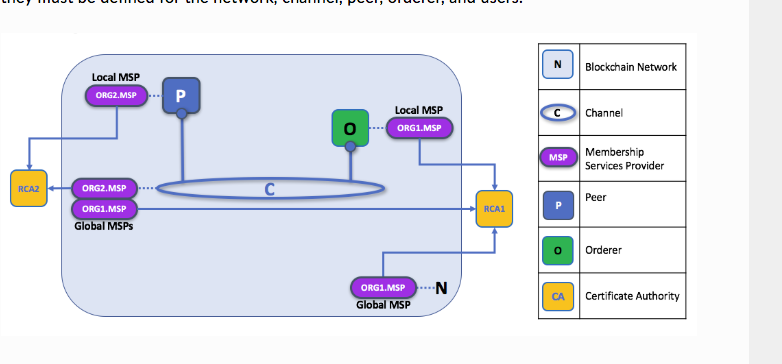 they must be defined for the network, channel, peer, orderer, and users.
Local MSP
ORG2.MSP
P
Local MSP
O
ORG1.MSP
RCA2
ORG2.MSP
C
ORG1.MSP
RCA1
Global MSPs
ORG1.MSP
N
Global MSP
N Blockchain Network
C Channel
MSP Membership
Services Provider
P Peer
O Orderer
CA Certificate Authority